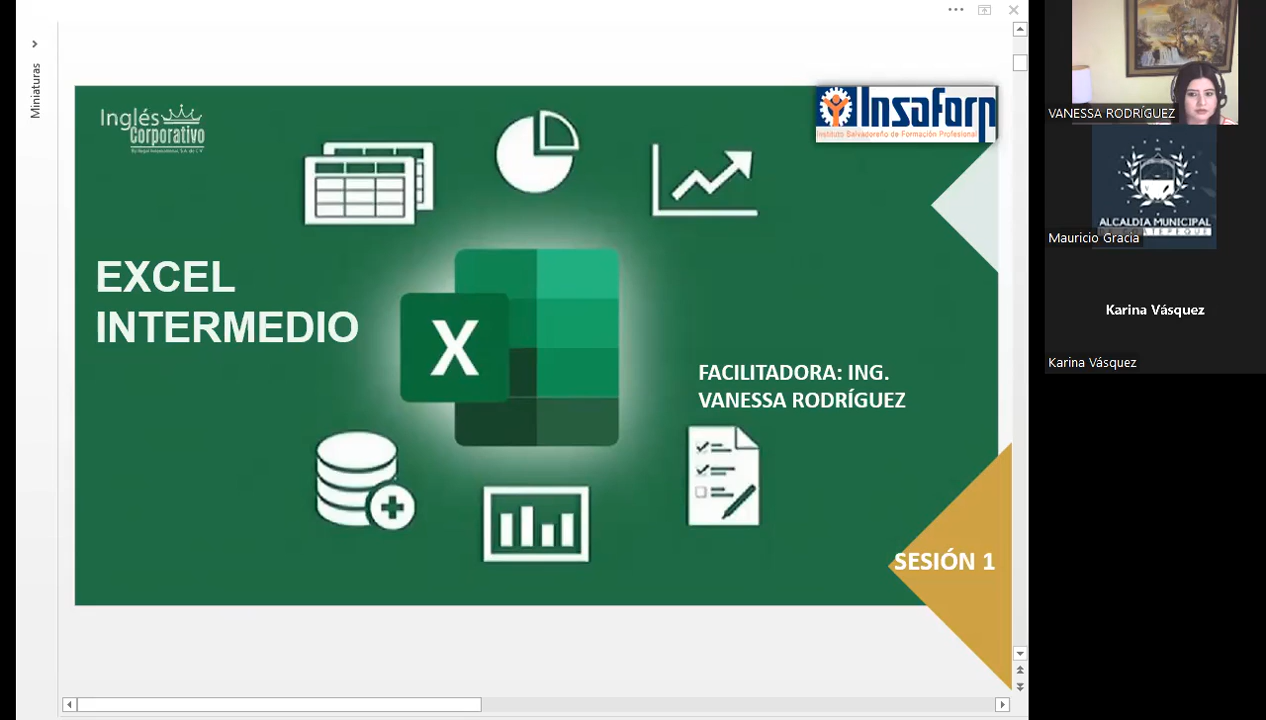 Miniaturas
Inglés
Corporativo
Insaforp
Instituto Salvadoreño de Formación Profesional
EXCEL
INTERMEDIO
X
FACILITADORA: ING.
VANESSA RODRÍGUEZ
SESIÓN 1
VANESSA RODRÍGUEZ
ALCALDIA MUNICIPAL
Mauricio Gracia
Karina Vásquez
Karina Vásquez